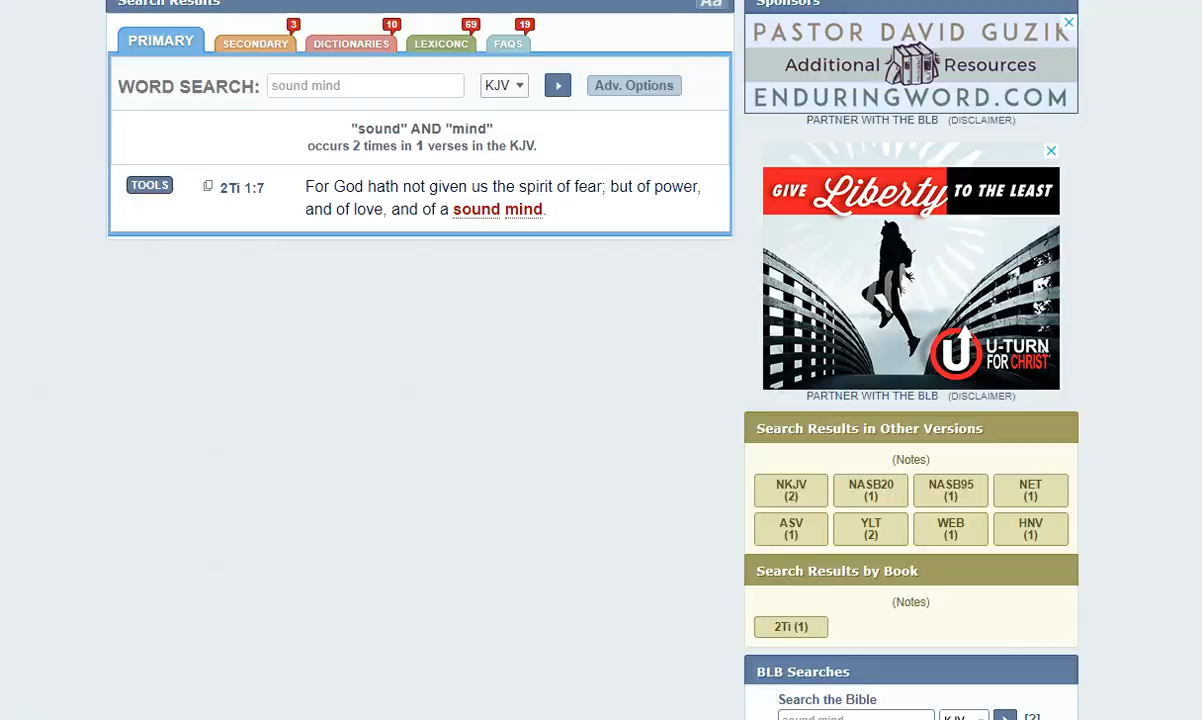 Search Results
Aa
3
10
69
19
PRIMARY
SECONDARY
DICTIONARIES
LEXICONC
FAQS
WORD SEARCH:
sound mind
KJV
Adv. Options
"sound" AND "mind"
occurs 2 times in 1 verses in the KJV.
TOOLS
2Ti 1:7
For God hath not given us the spirit of fear; but of power,
and of love, and of a sound mind.
Sponsors
PASTOR DAVID GUZIK
Additional Resources
ENDURINGWORD.COM
PARTNER WITH THE BLB (DISCLAIMER)
GIVE Liberty TO THE LEAST
U U-TURN
FOR CHRIST
PARTNER WITH THE BLB (DISCLAIMER)
Search Results in Other Versions
(Notes)
NKJV
(2)
NASB20
(1)
NASB95
(1)
NET
(1)
ASV
(1)
YLT
(2)
WEB
(1)
HNV
(1)
Search Results by Book
(Notes)
2Ti (1)
BLB Searches
Search the Bible
sound mind
KJV
[?]